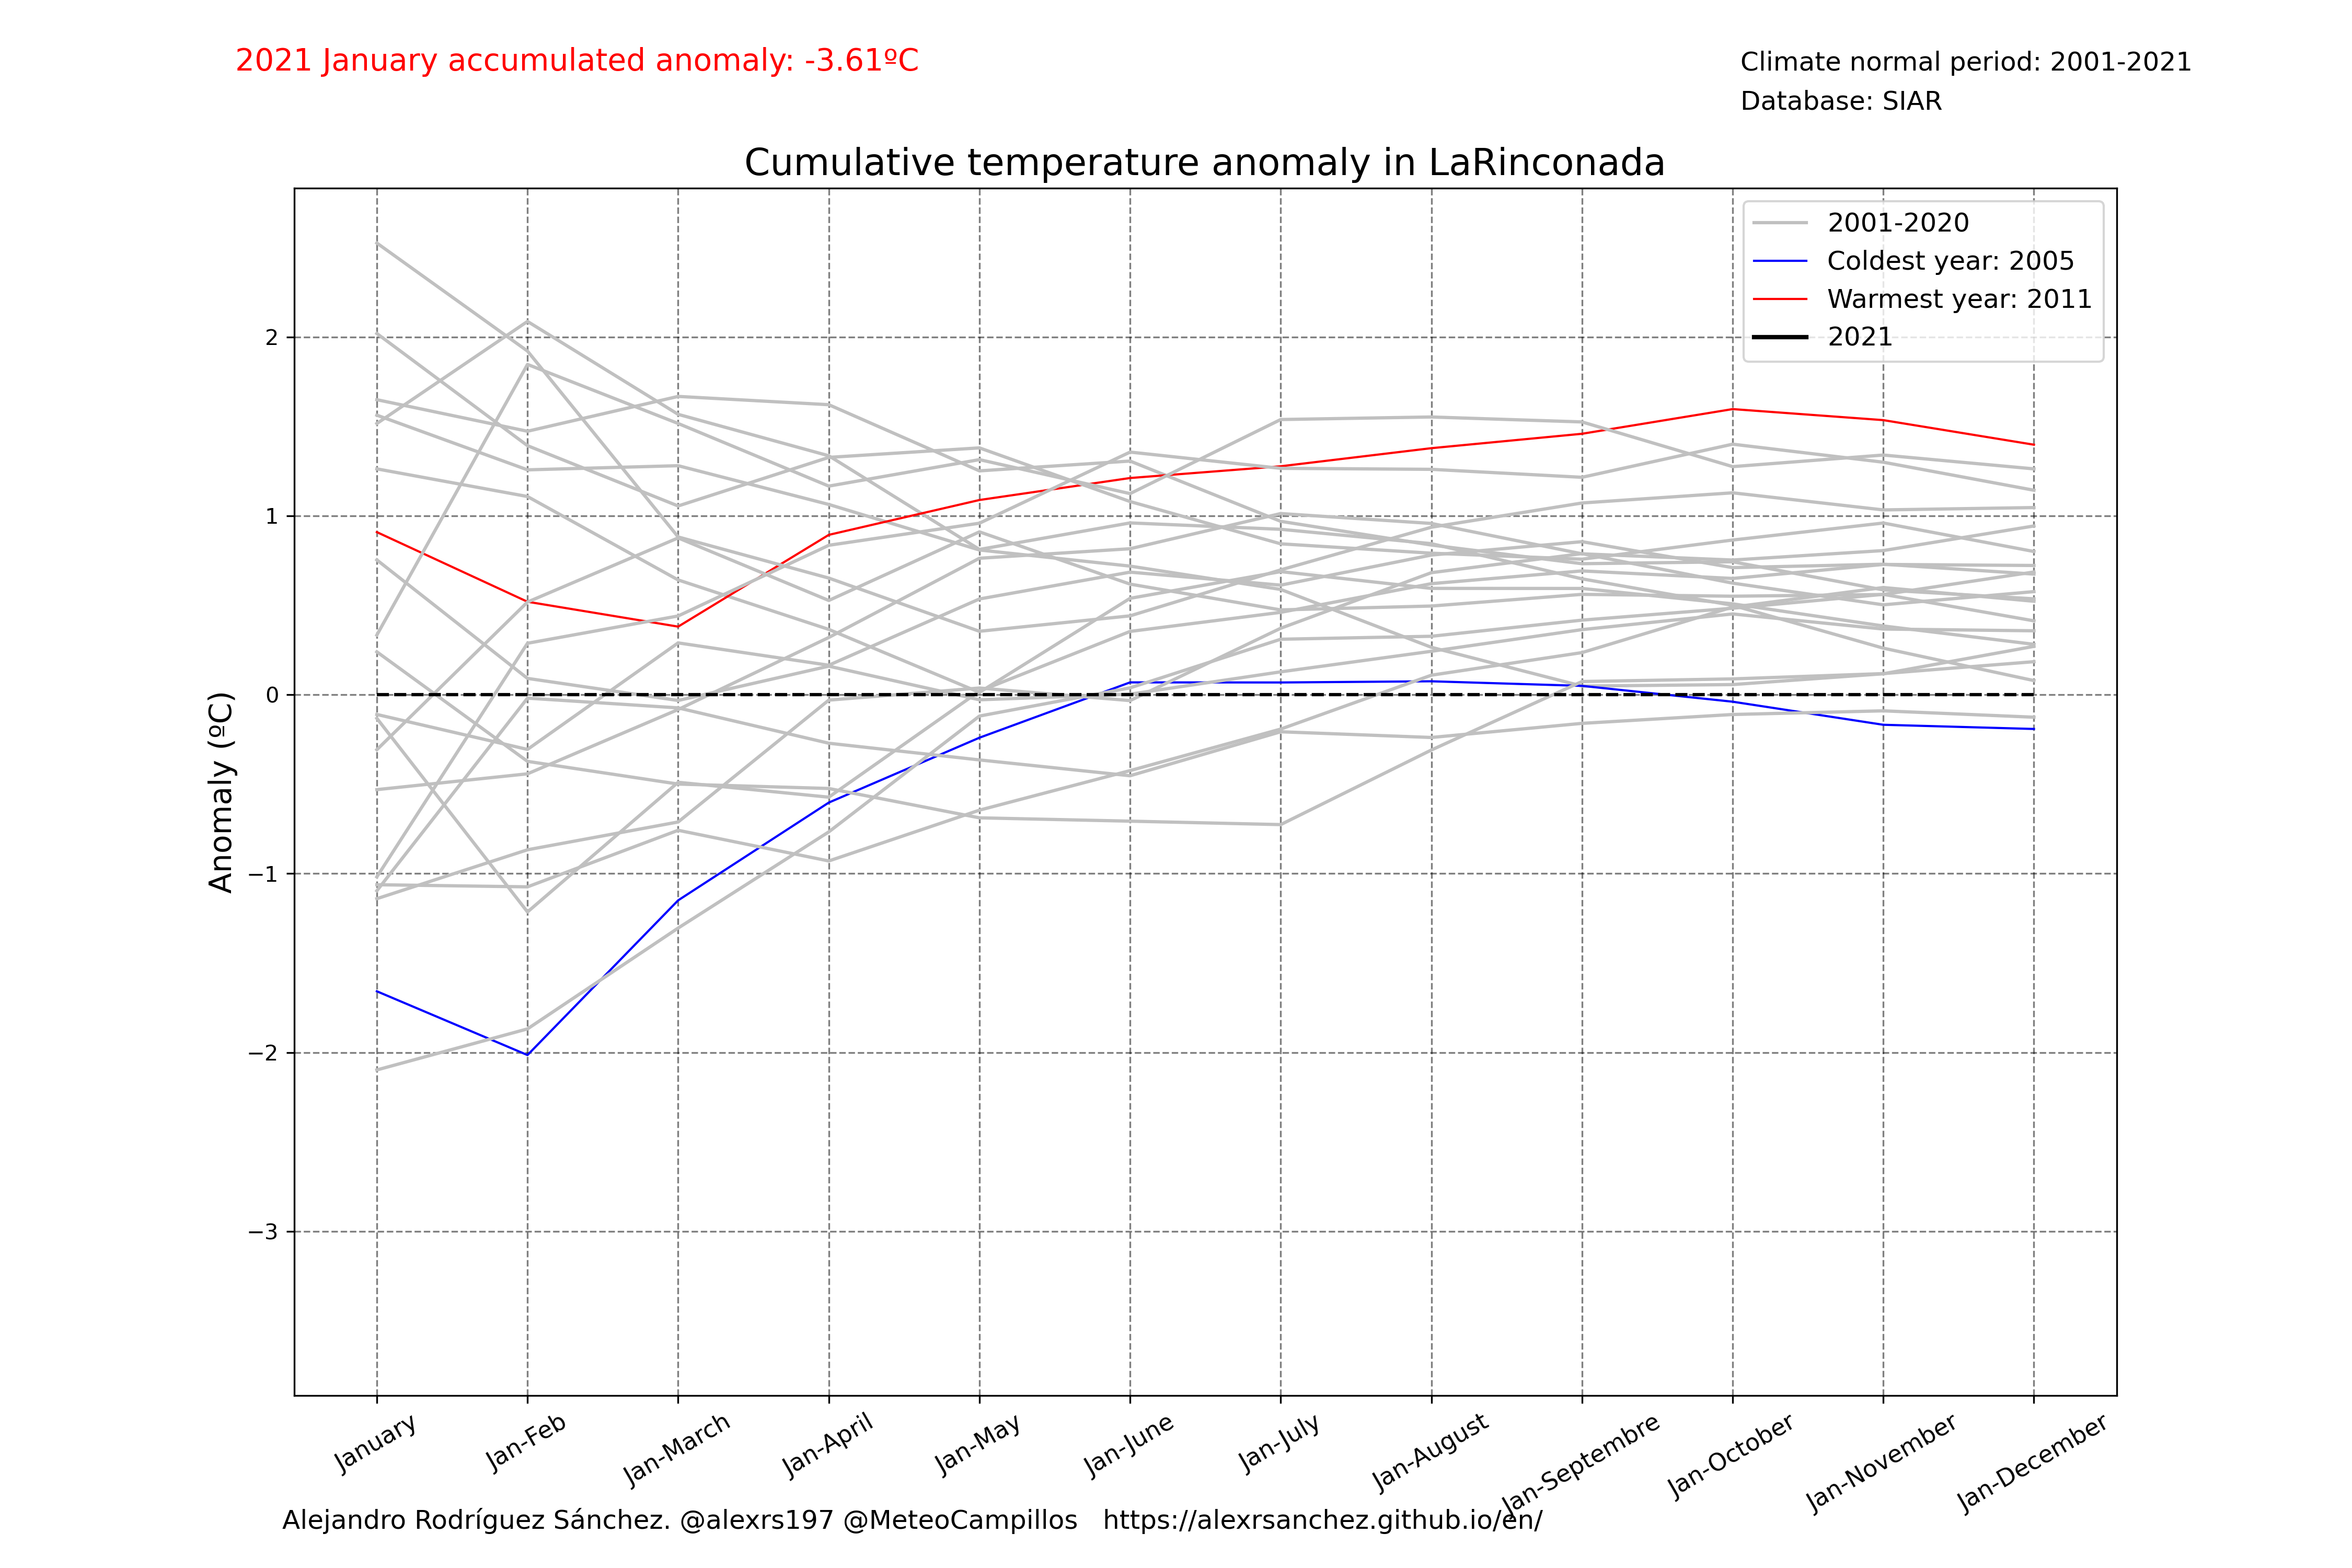 2021 January accumulated anomaly: -3.61ºC
Climate normal period: 2001-2021
Database: SIAR
Cumulative temperature anomaly in LaRinconada
2001-2020
Coldest year: 2005
Warmest year: 2011
2021
Anomaly (ºC)
2
1
0
−1
−2
−3
January
Jan-Feb
Jan-March
Jan-April
Jan-May
Jan-June
Jan-July
Jan-August
Jan-Septembre
Jan-October
Jan-November
Jan-December
Alejandro Rodríguez Sánchez. @alexrs197 @MeteoCampillos   https://alexrsanchez.github.io/en/